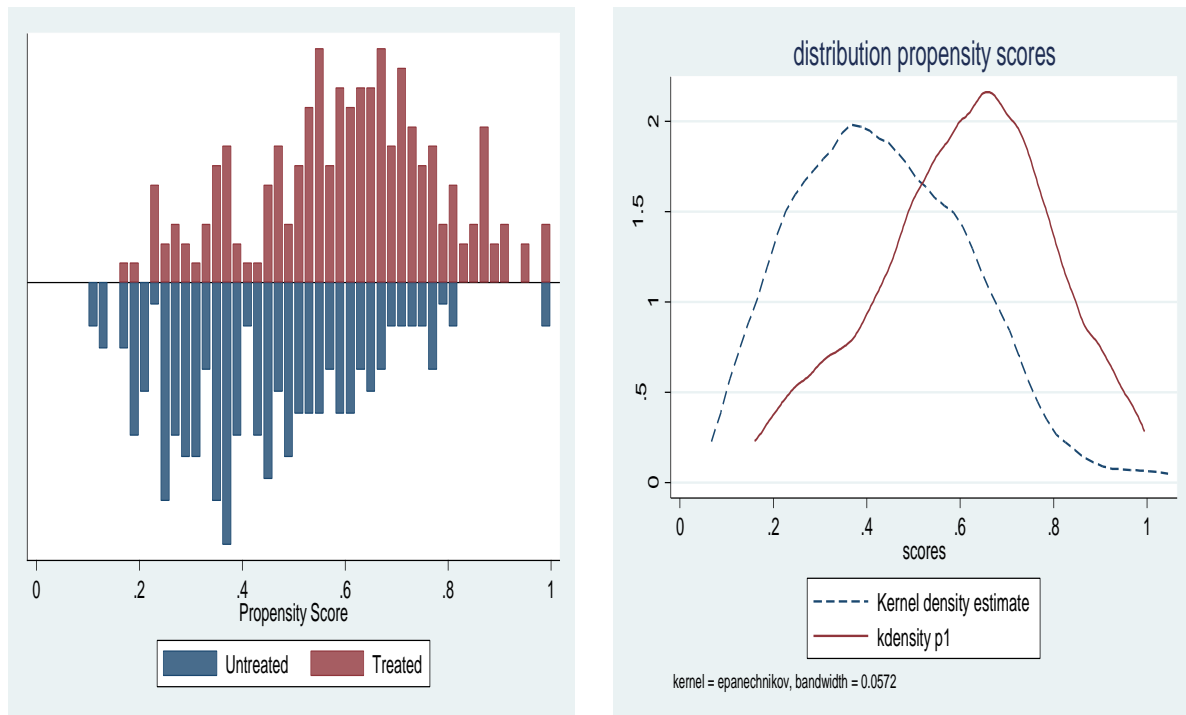 0 .2 .4 .6 .8 1
Propensity Score
Untreated Treated
distribution propensity scores
2
1.5
1
.5
0
0 .2 .4 .6 .8 1
scores
Kernel density estimate
kdensity p1
kernel = epanechnikov, bandwidth = 0.0572